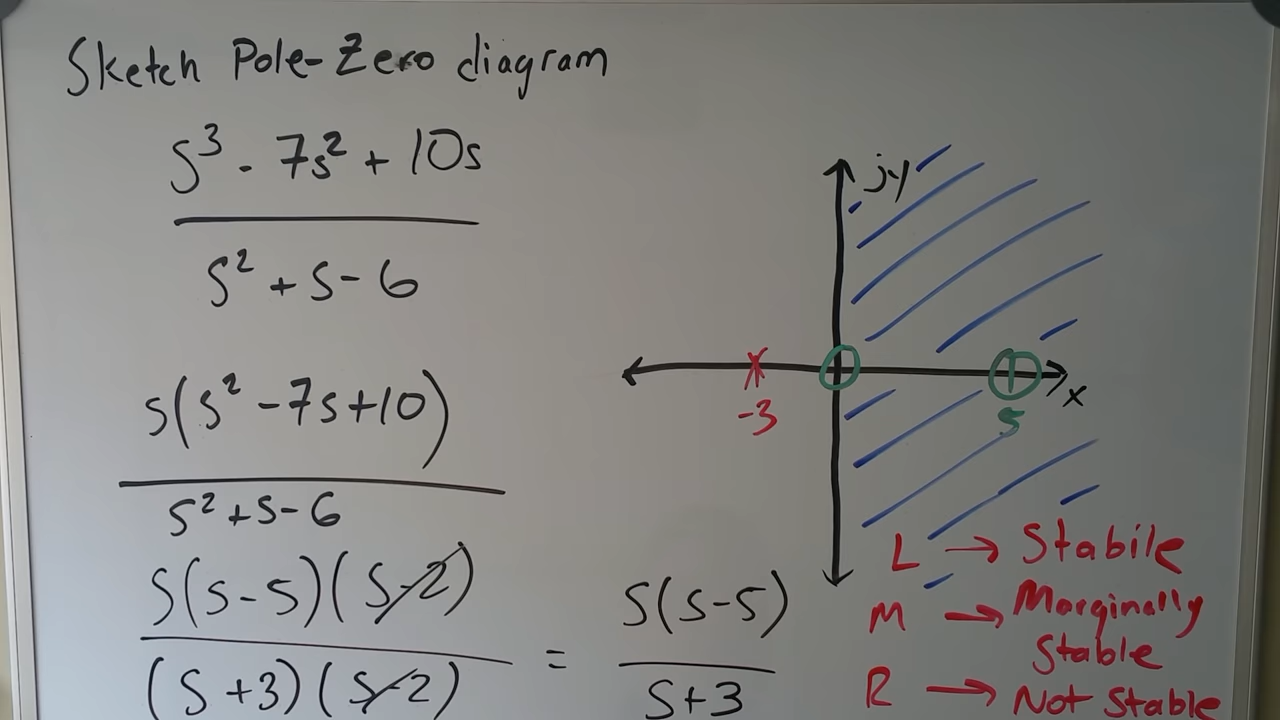 Sketch Pole-Zero diagram
s³ - 7s² + 10s
s² + s - 6
s(s² - 7s + 10)
s² + s - 6
s(s-5)(s-2)
(s+3)(s-2)
=
s(s-5)
s+3
jy
x
-3
5
L → Stabile
M → Marginally
Stable
R → Not Stable